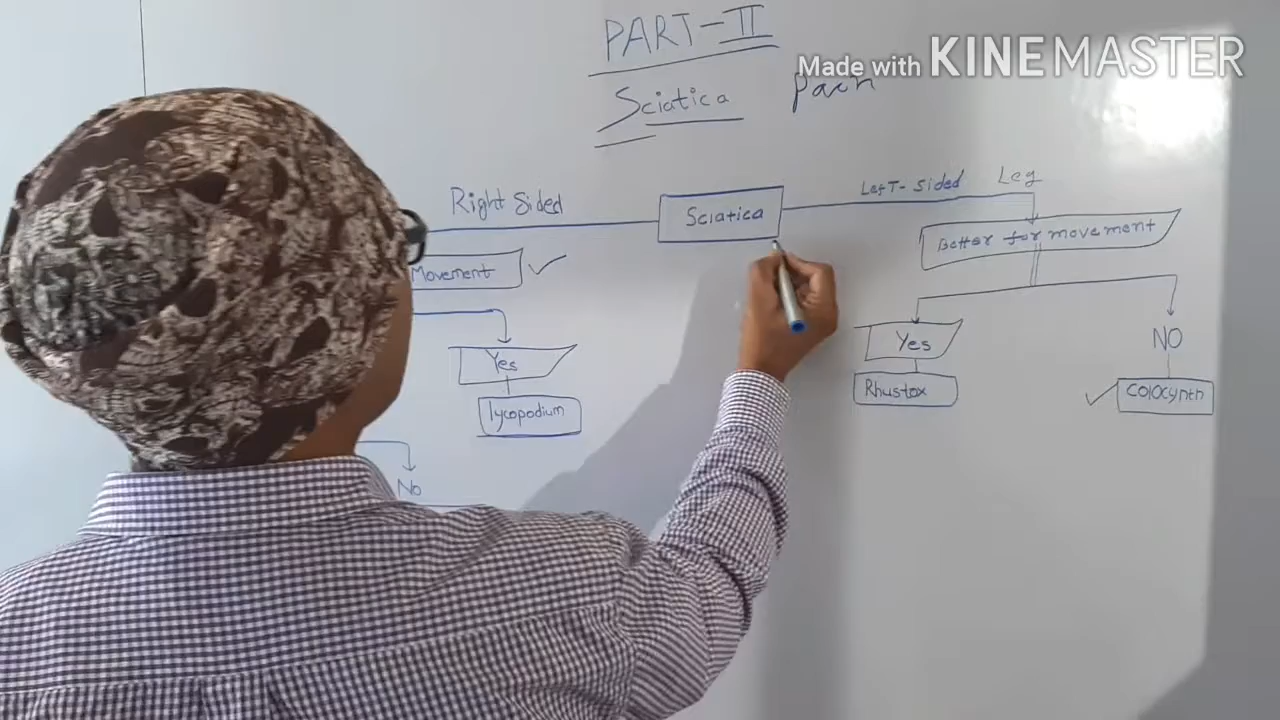 PART-II
Made with KINEMASTER
Sciatica Pain
Right Sided
Sciatica
LefT-sided Leg
Movement
Better for movement
Yes
Yes
NO
lycopodium
Rhustox
colocynth
No